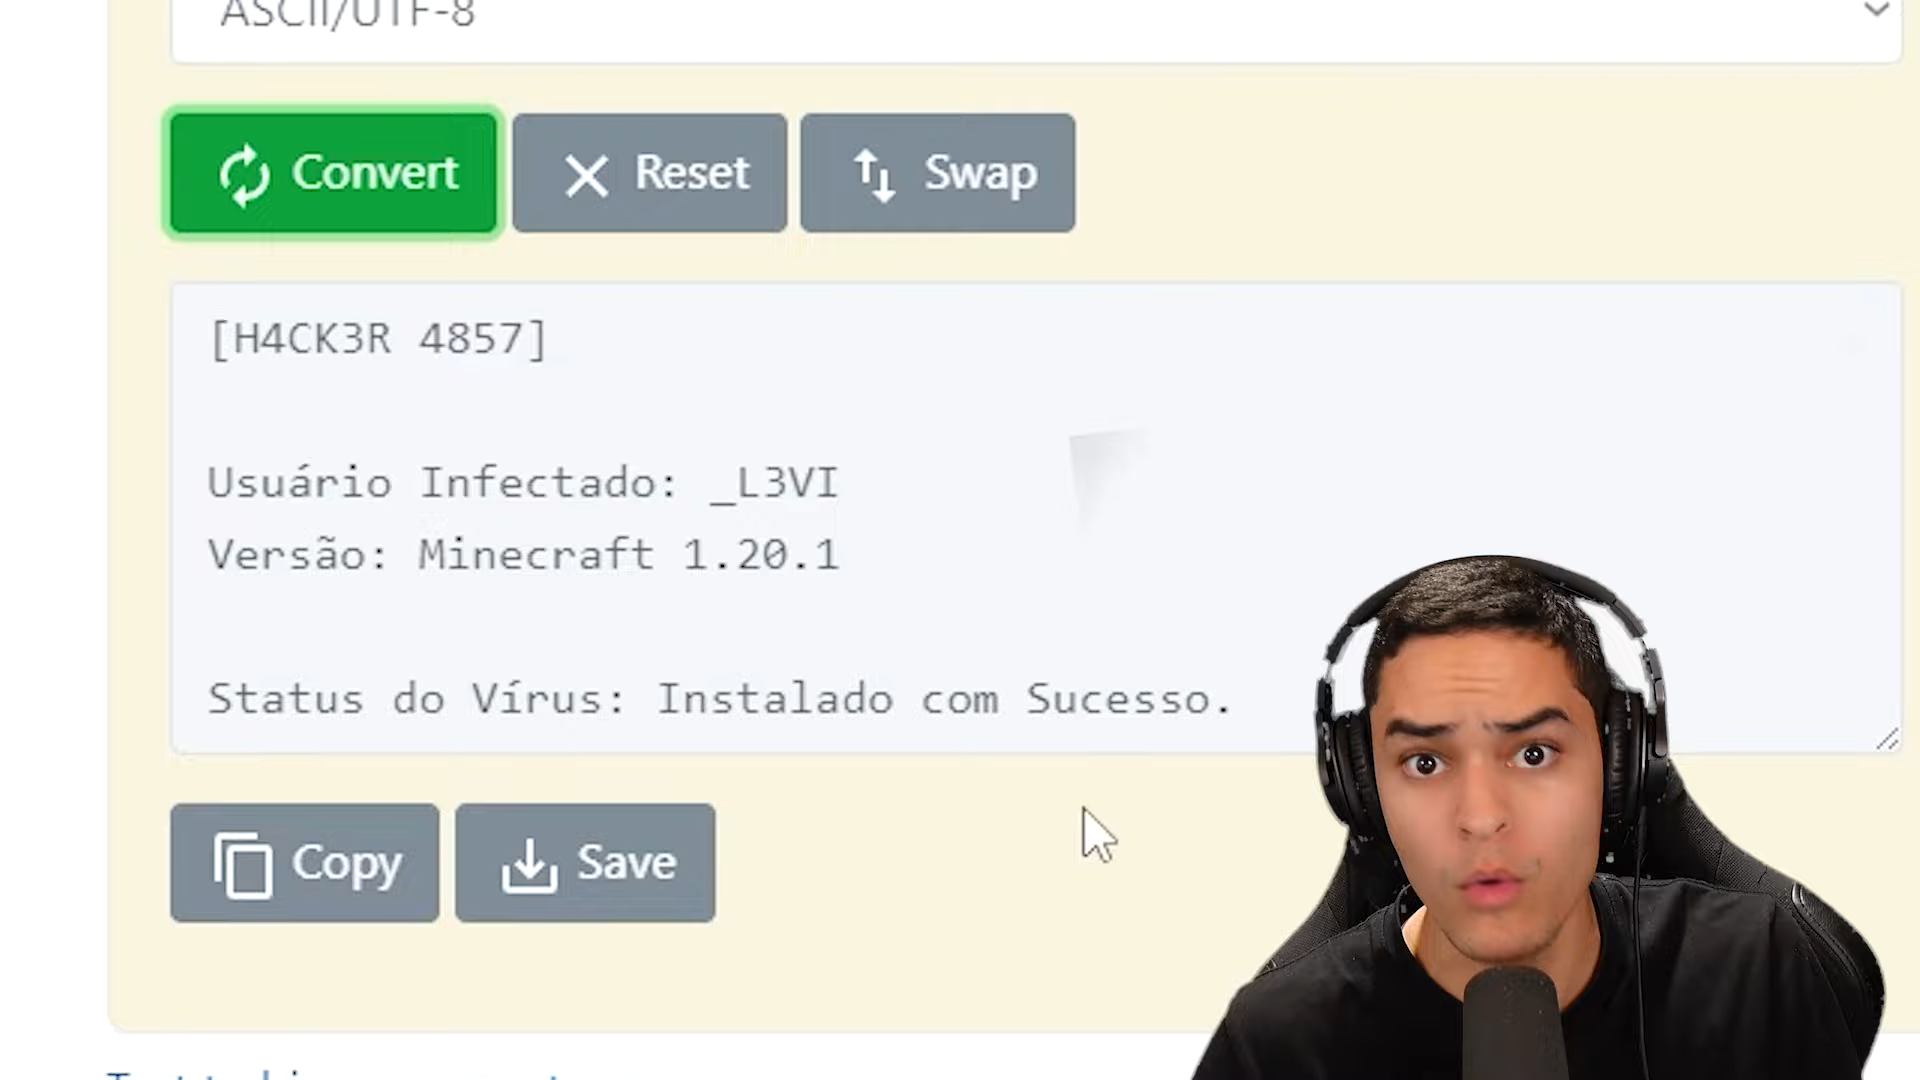 ASCII/UTF-8
Convert
Reset
Swap
[H4CK3R 4857]
Usuário Infectado: _L3VI
Versão: Minecraft 1.20.1
Status do Vírus: Instalado com Sucesso.
Copy
Save